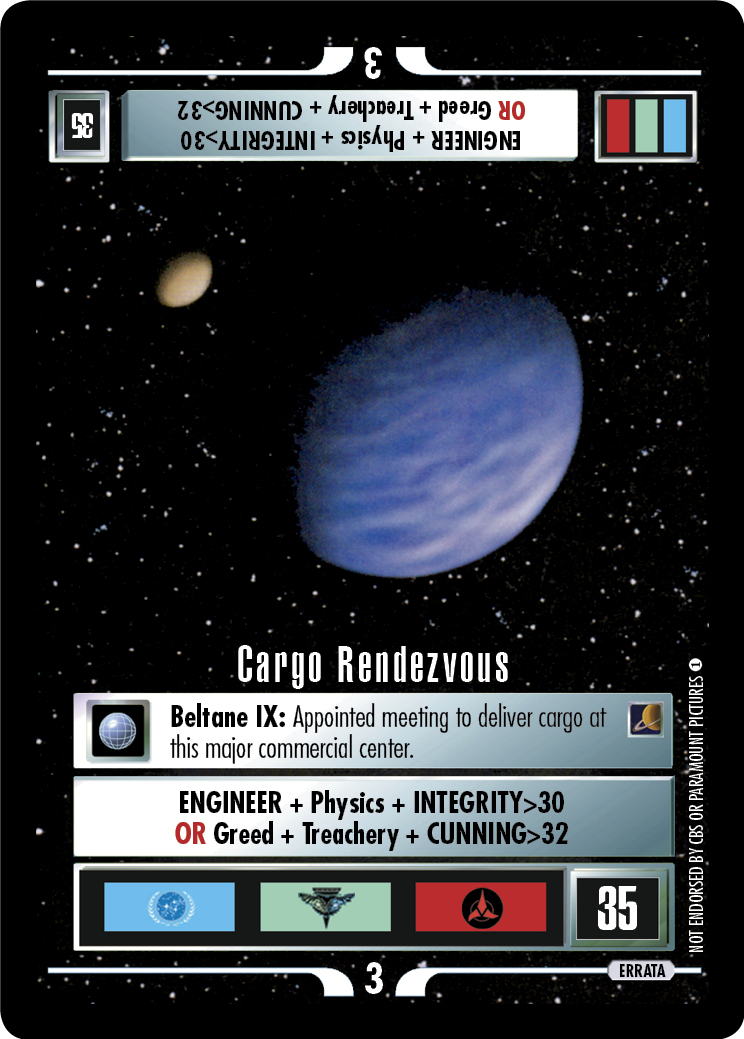 3
35
ENGINEER + Physics + INTEGRITY>30
OR Greed + Treachery + CUNNING>32
Cargo Rendezvous
Beltane IX: Appointed meeting to deliver cargo at
this major commercial center.
ENGINEER + Physics + INTEGRITY>30
OR Greed + Treachery + CUNNING>32
35
NOT ENDORSED BY CBS OR PARAMOUNT PICTURES 1
ERRATA
3